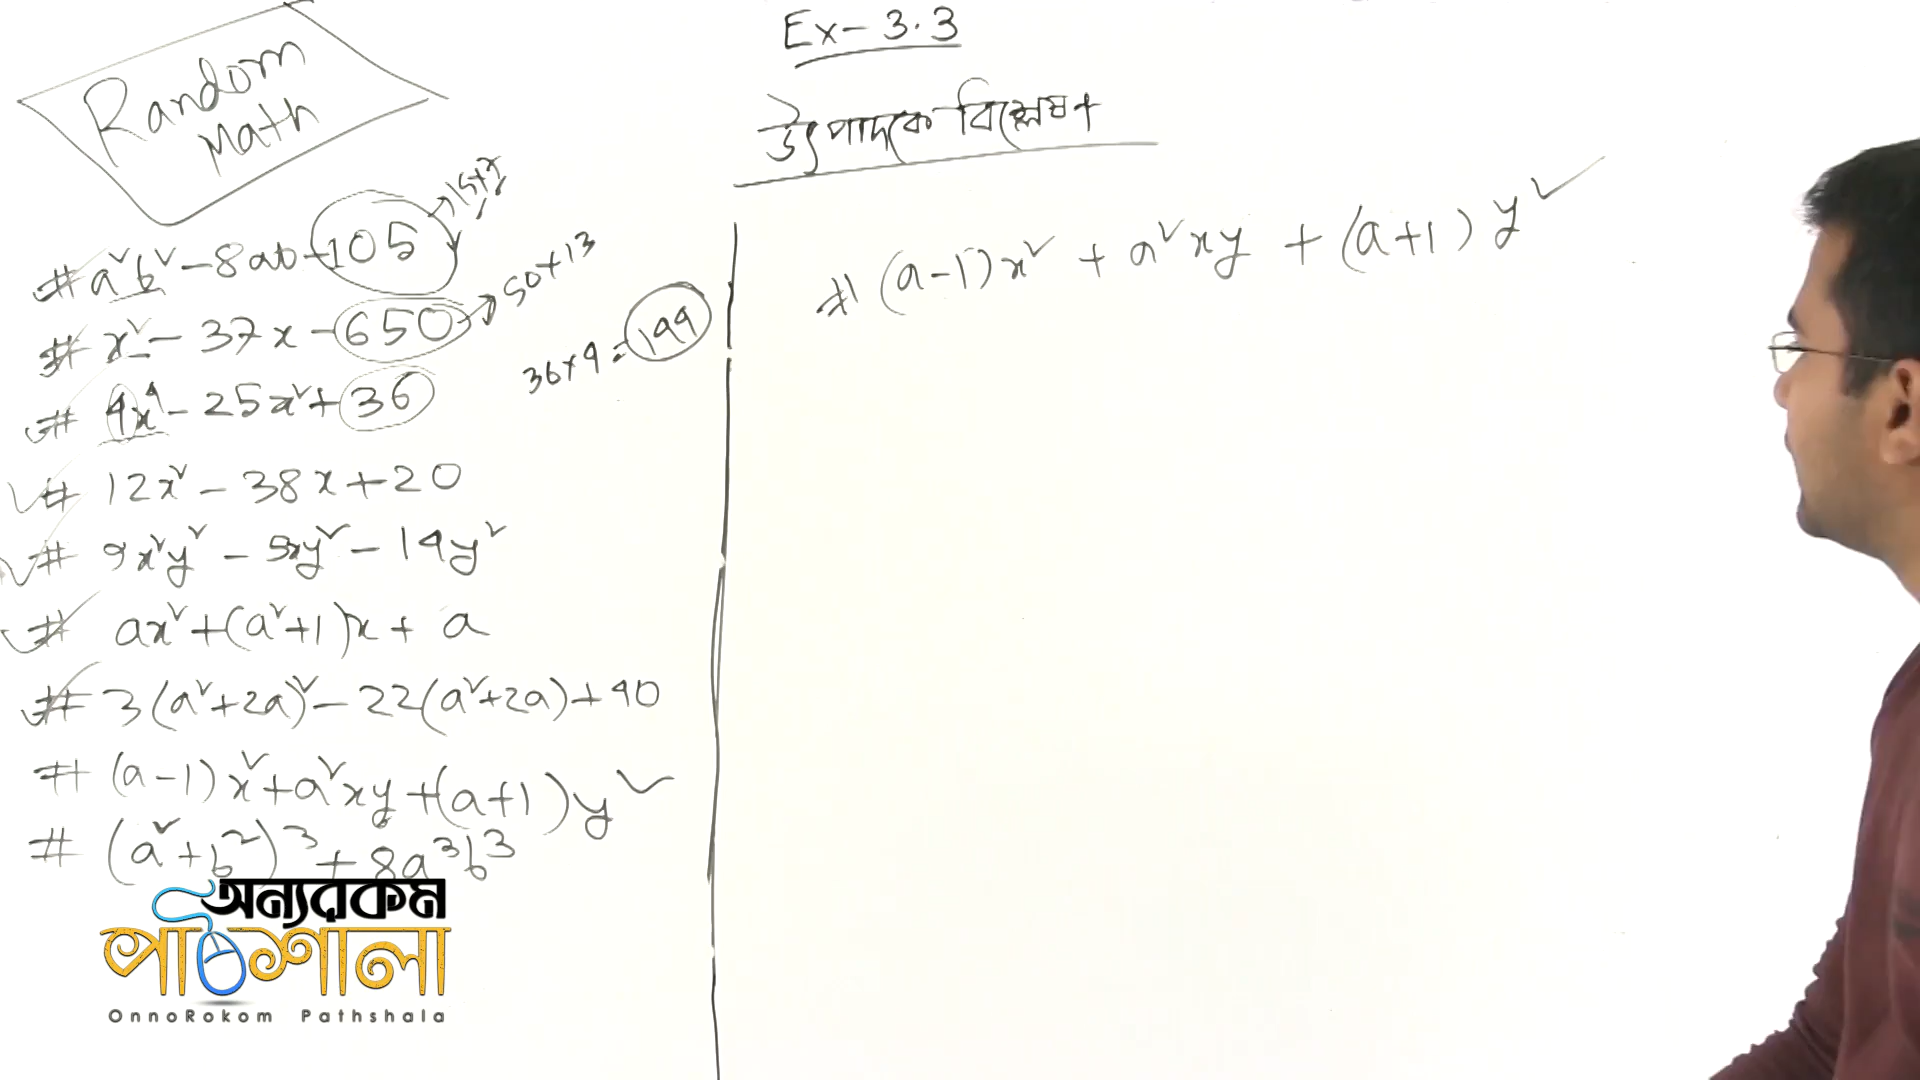 Random
Math
Ex- 3.3
উৎপাদকে বিশ্লেষণ
# a²b² - 8ab - 105 → 15×7
# x² - 37x - 650 → 50+13
36×4 = 144
# 4x⁴ - 25x² + 36
# 12x² - 38x + 20
# 9x²y² - 5xy² - 14y²
# ax² + (a²+1)x + a
# 3(a²+2a)² - 22(a²+2a) + 40
# (a-1)x² + a²xy + (a+1)y²
# (a²+b²)³ + 8a³b³
# (a-1)x² + a²xy + (a+1)y²
অন্যরকম
পাঠশালা
OnnoRokom Pathshala